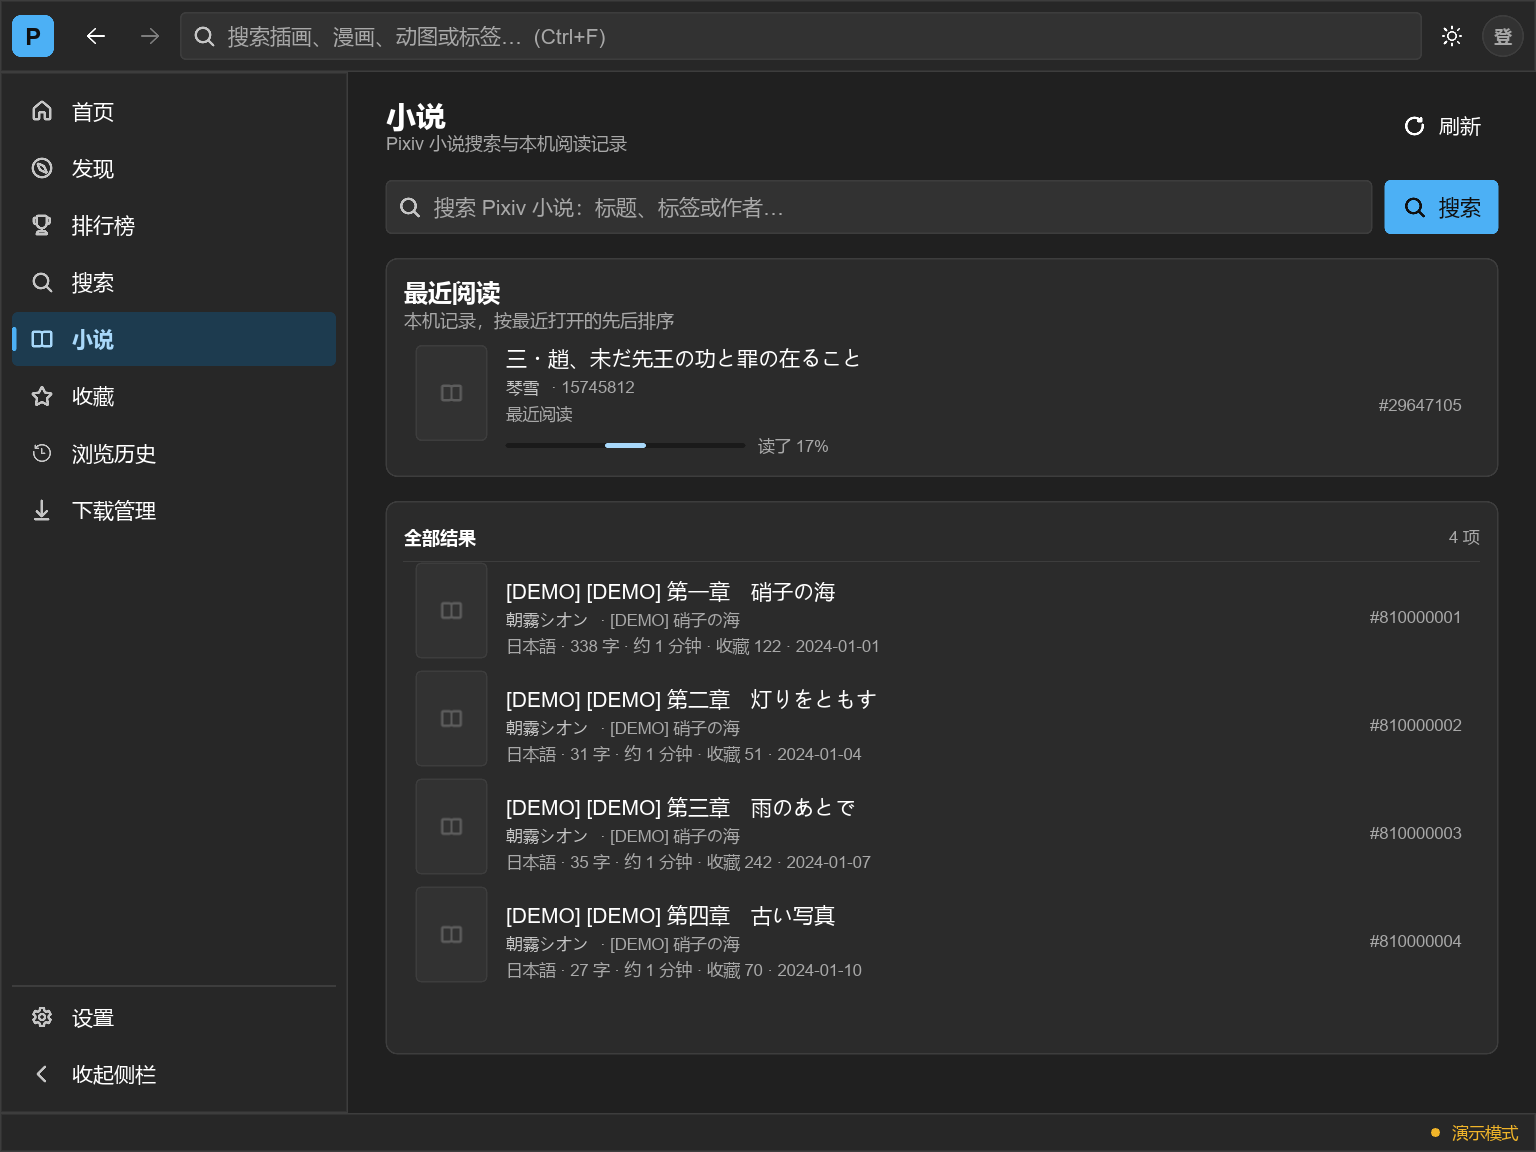 P
搜索插画、漫画、动图或标签… (Ctrl+F)
登
首页
发现
排行榜
搜索
小说
收藏
浏览历史
下载管理
设置
收起侧栏
小说
Pixiv 小说搜索与本机阅读记录
刷新
搜索 Pixiv 小说：标题、标签或作者…
搜索
最近阅读
本机记录，按最近打开的先后排序
三・趙、未だ先王の功と罪の在ること
琴雪 · 15745812
最近阅读
读了 17%
#29647105
全部结果
4 项
[DEMO] [DEMO] 第一章　硝子の海
朝霧シオン · [DEMO] 硝子の海
日本語 · 338 字 · 约 1 分钟 · 收藏 122 · 2024-01-01
#810000001
[DEMO] [DEMO] 第二章　灯りをともす
朝霧シオン · [DEMO] 硝子の海
日本語 · 31 字 · 约 1 分钟 · 收藏 51 · 2024-01-04
#810000002
[DEMO] [DEMO] 第三章　雨のあとで
朝霧シオン · [DEMO] 硝子の海
日本語 · 35 字 · 约 1 分钟 · 收藏 242 · 2024-01-07
#810000003
[DEMO] [DEMO] 第四章　古い写真
朝霧シオン · [DEMO] 硝子の海
日本語 · 27 字 · 约 1 分钟 · 收藏 70 · 2024-01-10
#810000004
演示模式